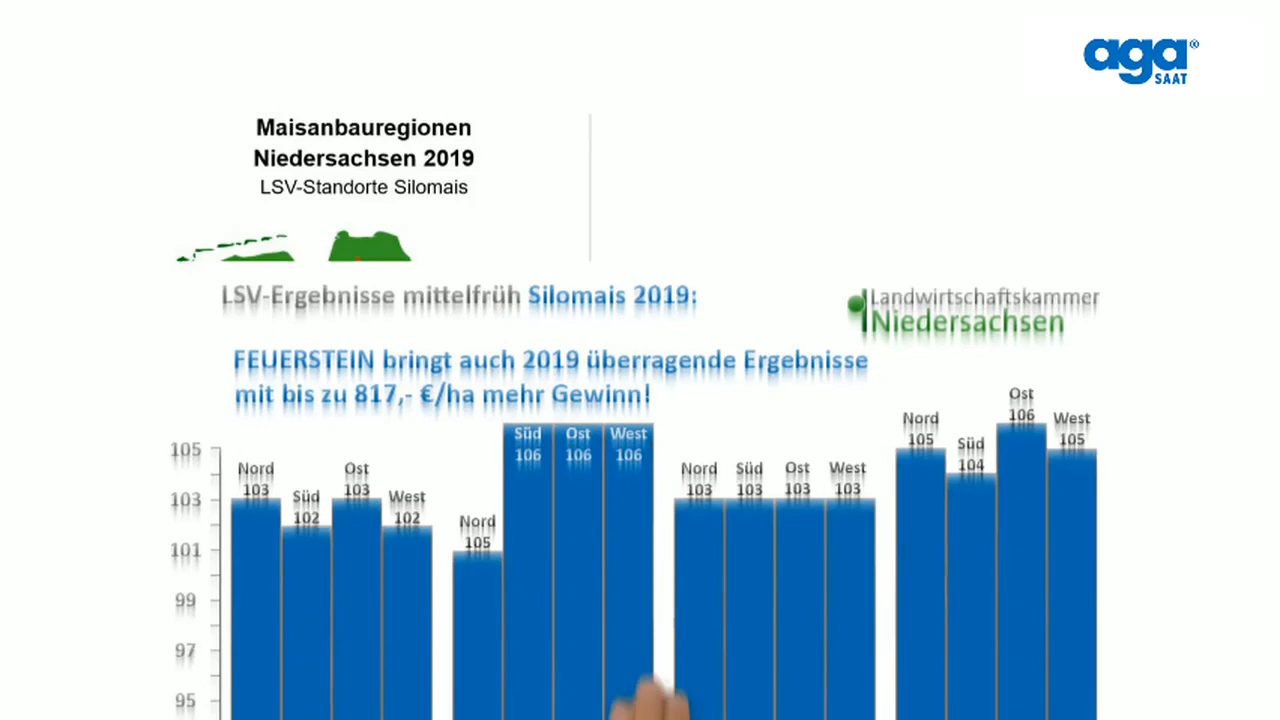 aga®
SAAT
Maisanbauregionen
Niedersachsen 2019
LSV-Standorte Silomais
LSV-Ergebnisse mittelfrüh Silomais 2019:
Landwirtschaftskammer
Niedersachsen
FEUERSTEIN bringt auch 2019 überragende Ergebnisse
mit bis zu 817,- €/ha mehr Gewinn!
105
103
101
99
97
95
Nord
103
Süd
102
Ost
103
West
102
Nord
105
Süd
106
Ost
106
West
106
Nord
103
Süd
103
Ost
103
West
103
Nord
105
Süd
104
Ost
106
West
105